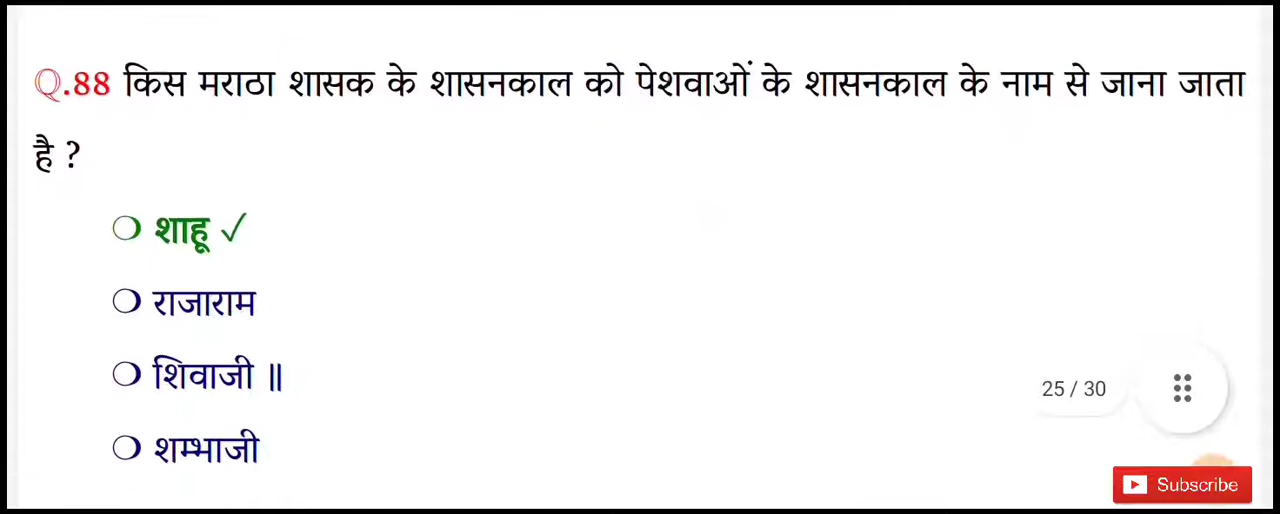 Q.88 किस मराठा शासक के शासनकाल को पेशवाओं के शासनकाल के नाम से जाना जाता
है ?
❍ शाहू ✓
❍ राजाराम
❍ शिवाजी ॥
25 / 30
❍ शम्भाजी
Subscribe